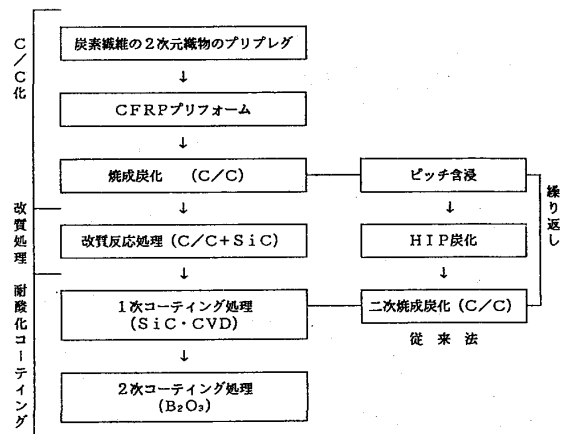 C/C化
炭素繊維の2次元織物のプリプレグ
↓
CFRPプリフォーム
↓
焼成炭化 (C/C)
↓
改質処理
改質反応処理(C/C+SiC)
↓
耐酸化コーティング
1次コーティング処理
(SiC・CVD)
↓
2次コーティング処理
(B₂O₃)
ピッチ含浸
↓
HIP炭化
↓
二次焼成炭化(C/C)
従来法
繰り返し